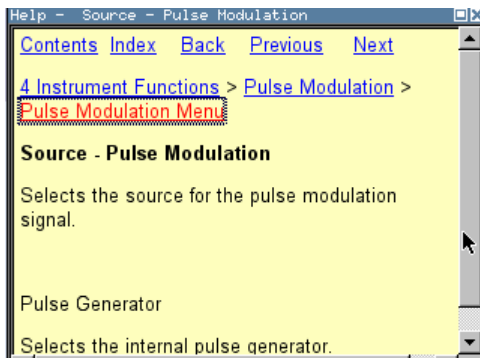 Help - Source - Pulse Modulation
Contents Index Back Previous Next
4 Instrument Functions > Pulse Modulation >
Pulse Modulation Menu
Source - Pulse Modulation
Selects the source for the pulse modulation
signal.
Pulse Generator
Selects the internal pulse generator.